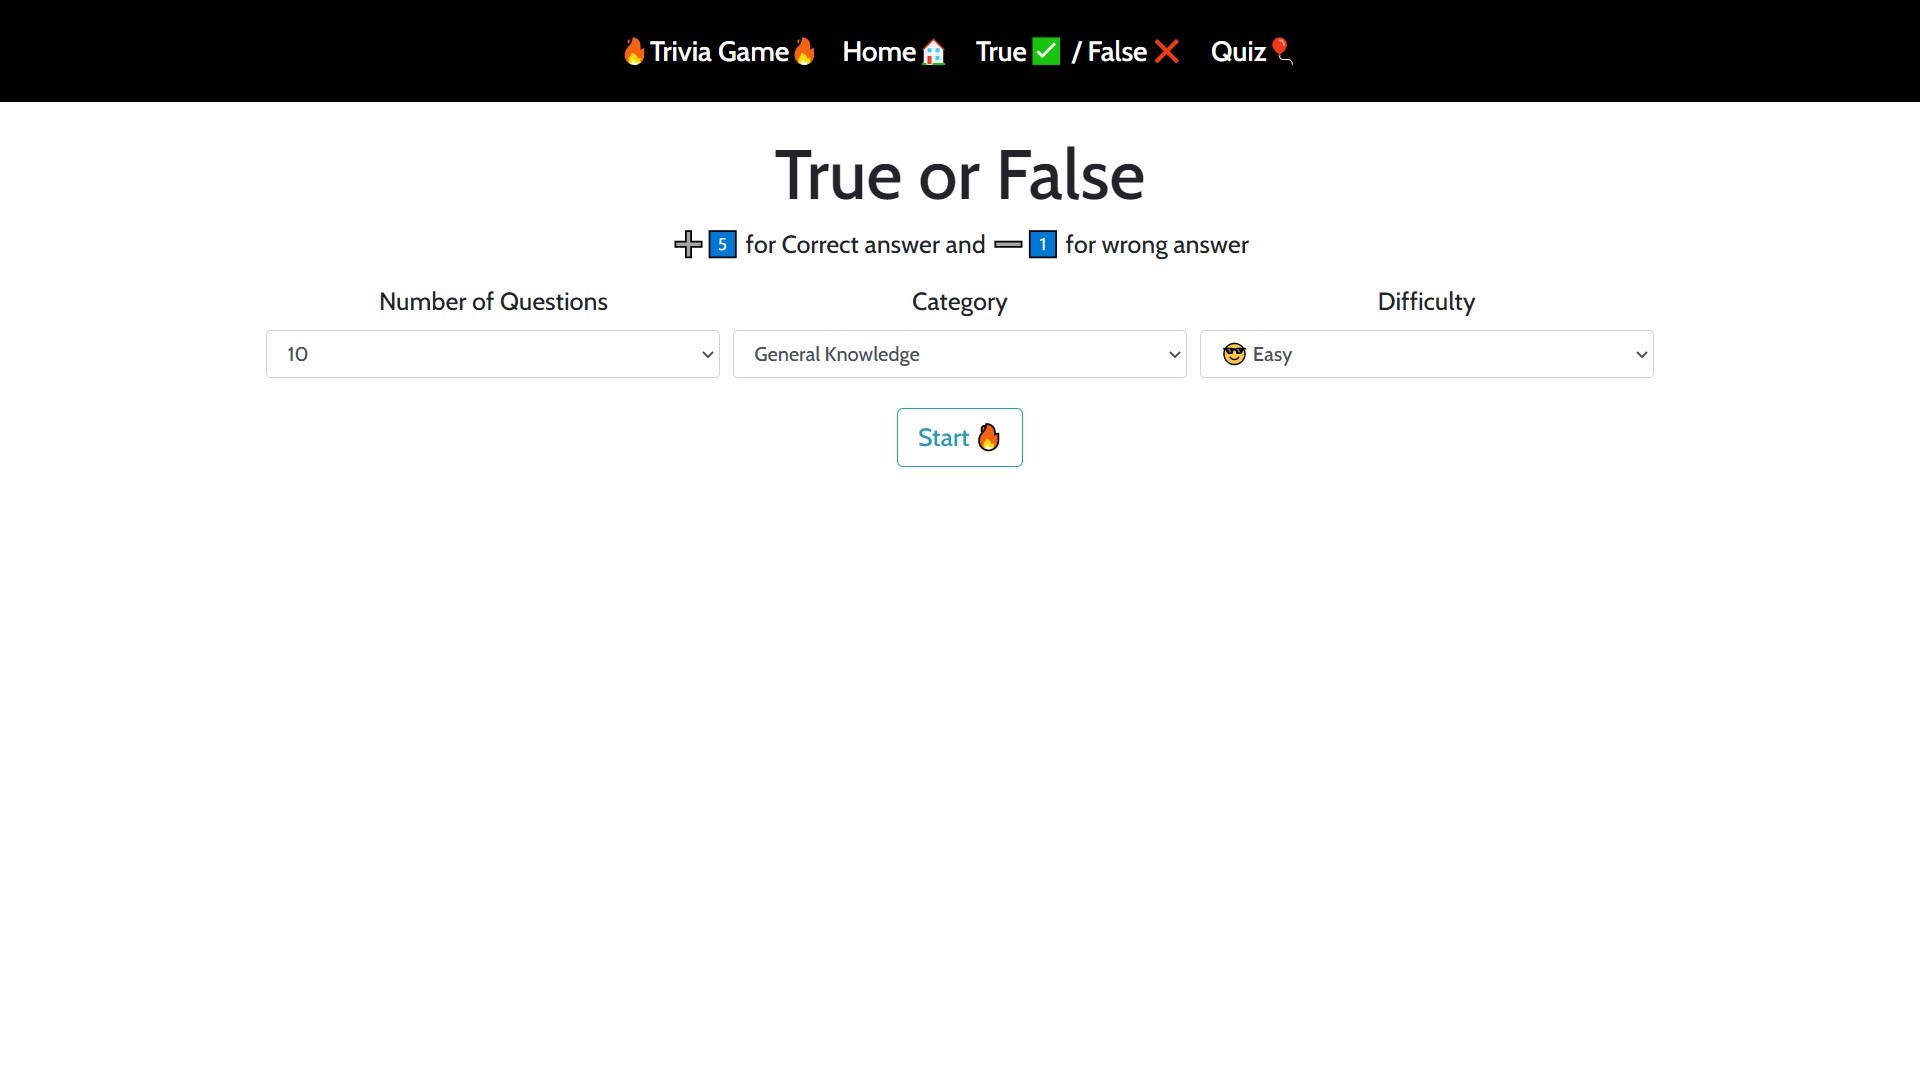 🔥Trivia Game🔥 Home🏠 True ✅ / False ❌ Quiz🎈
True or False
➕ 5 for Correct answer and ➖ 1 for wrong answer
Number of Questions Category Difficulty
10 General Knowledge 😎 Easy
Start 🔥